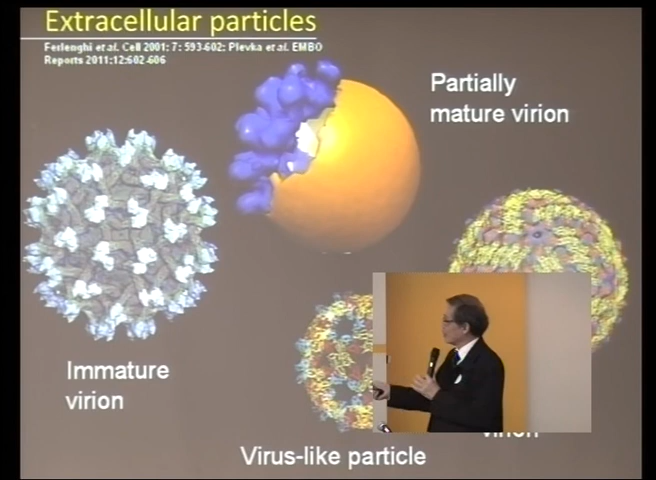 Extracellular particles
Ferlenghi et al. Cell 2001; 7: 593-602; Plevka et al. EMBO
Reports 2011;12:602-606
Partially
mature virion
Immature
virion
virion
Virus-like particle